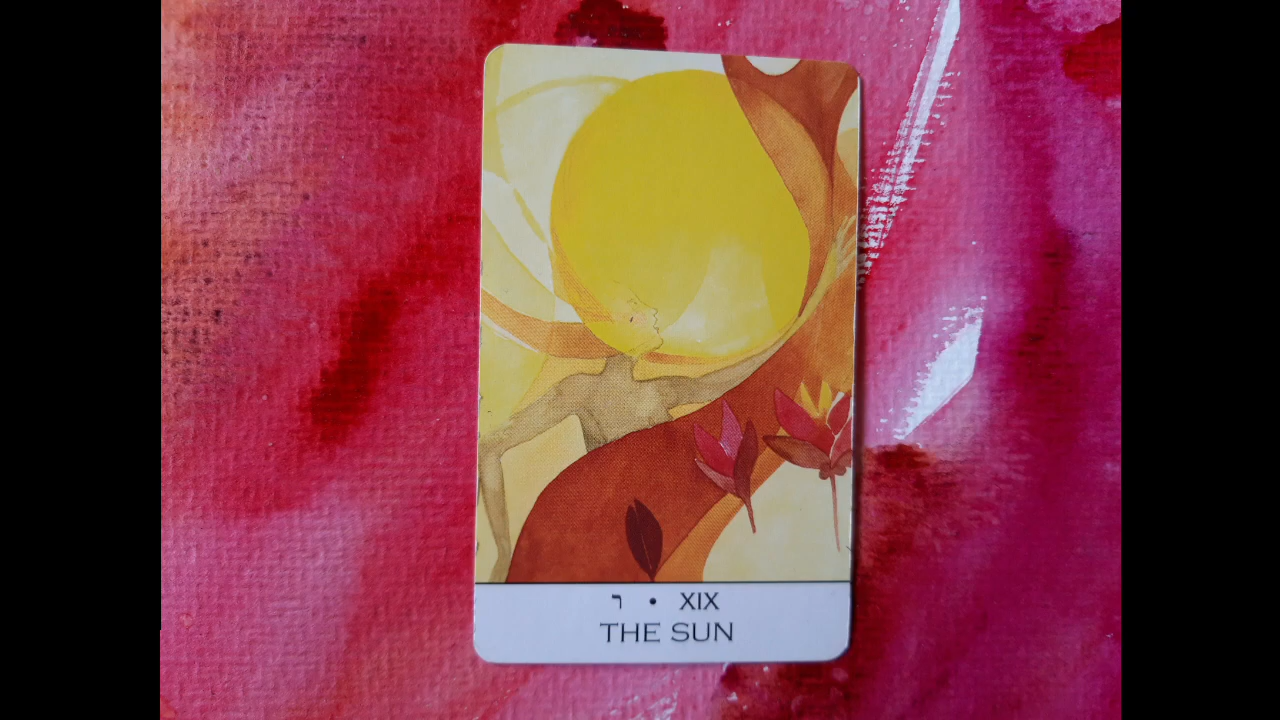 ר • XIX
THE SUN